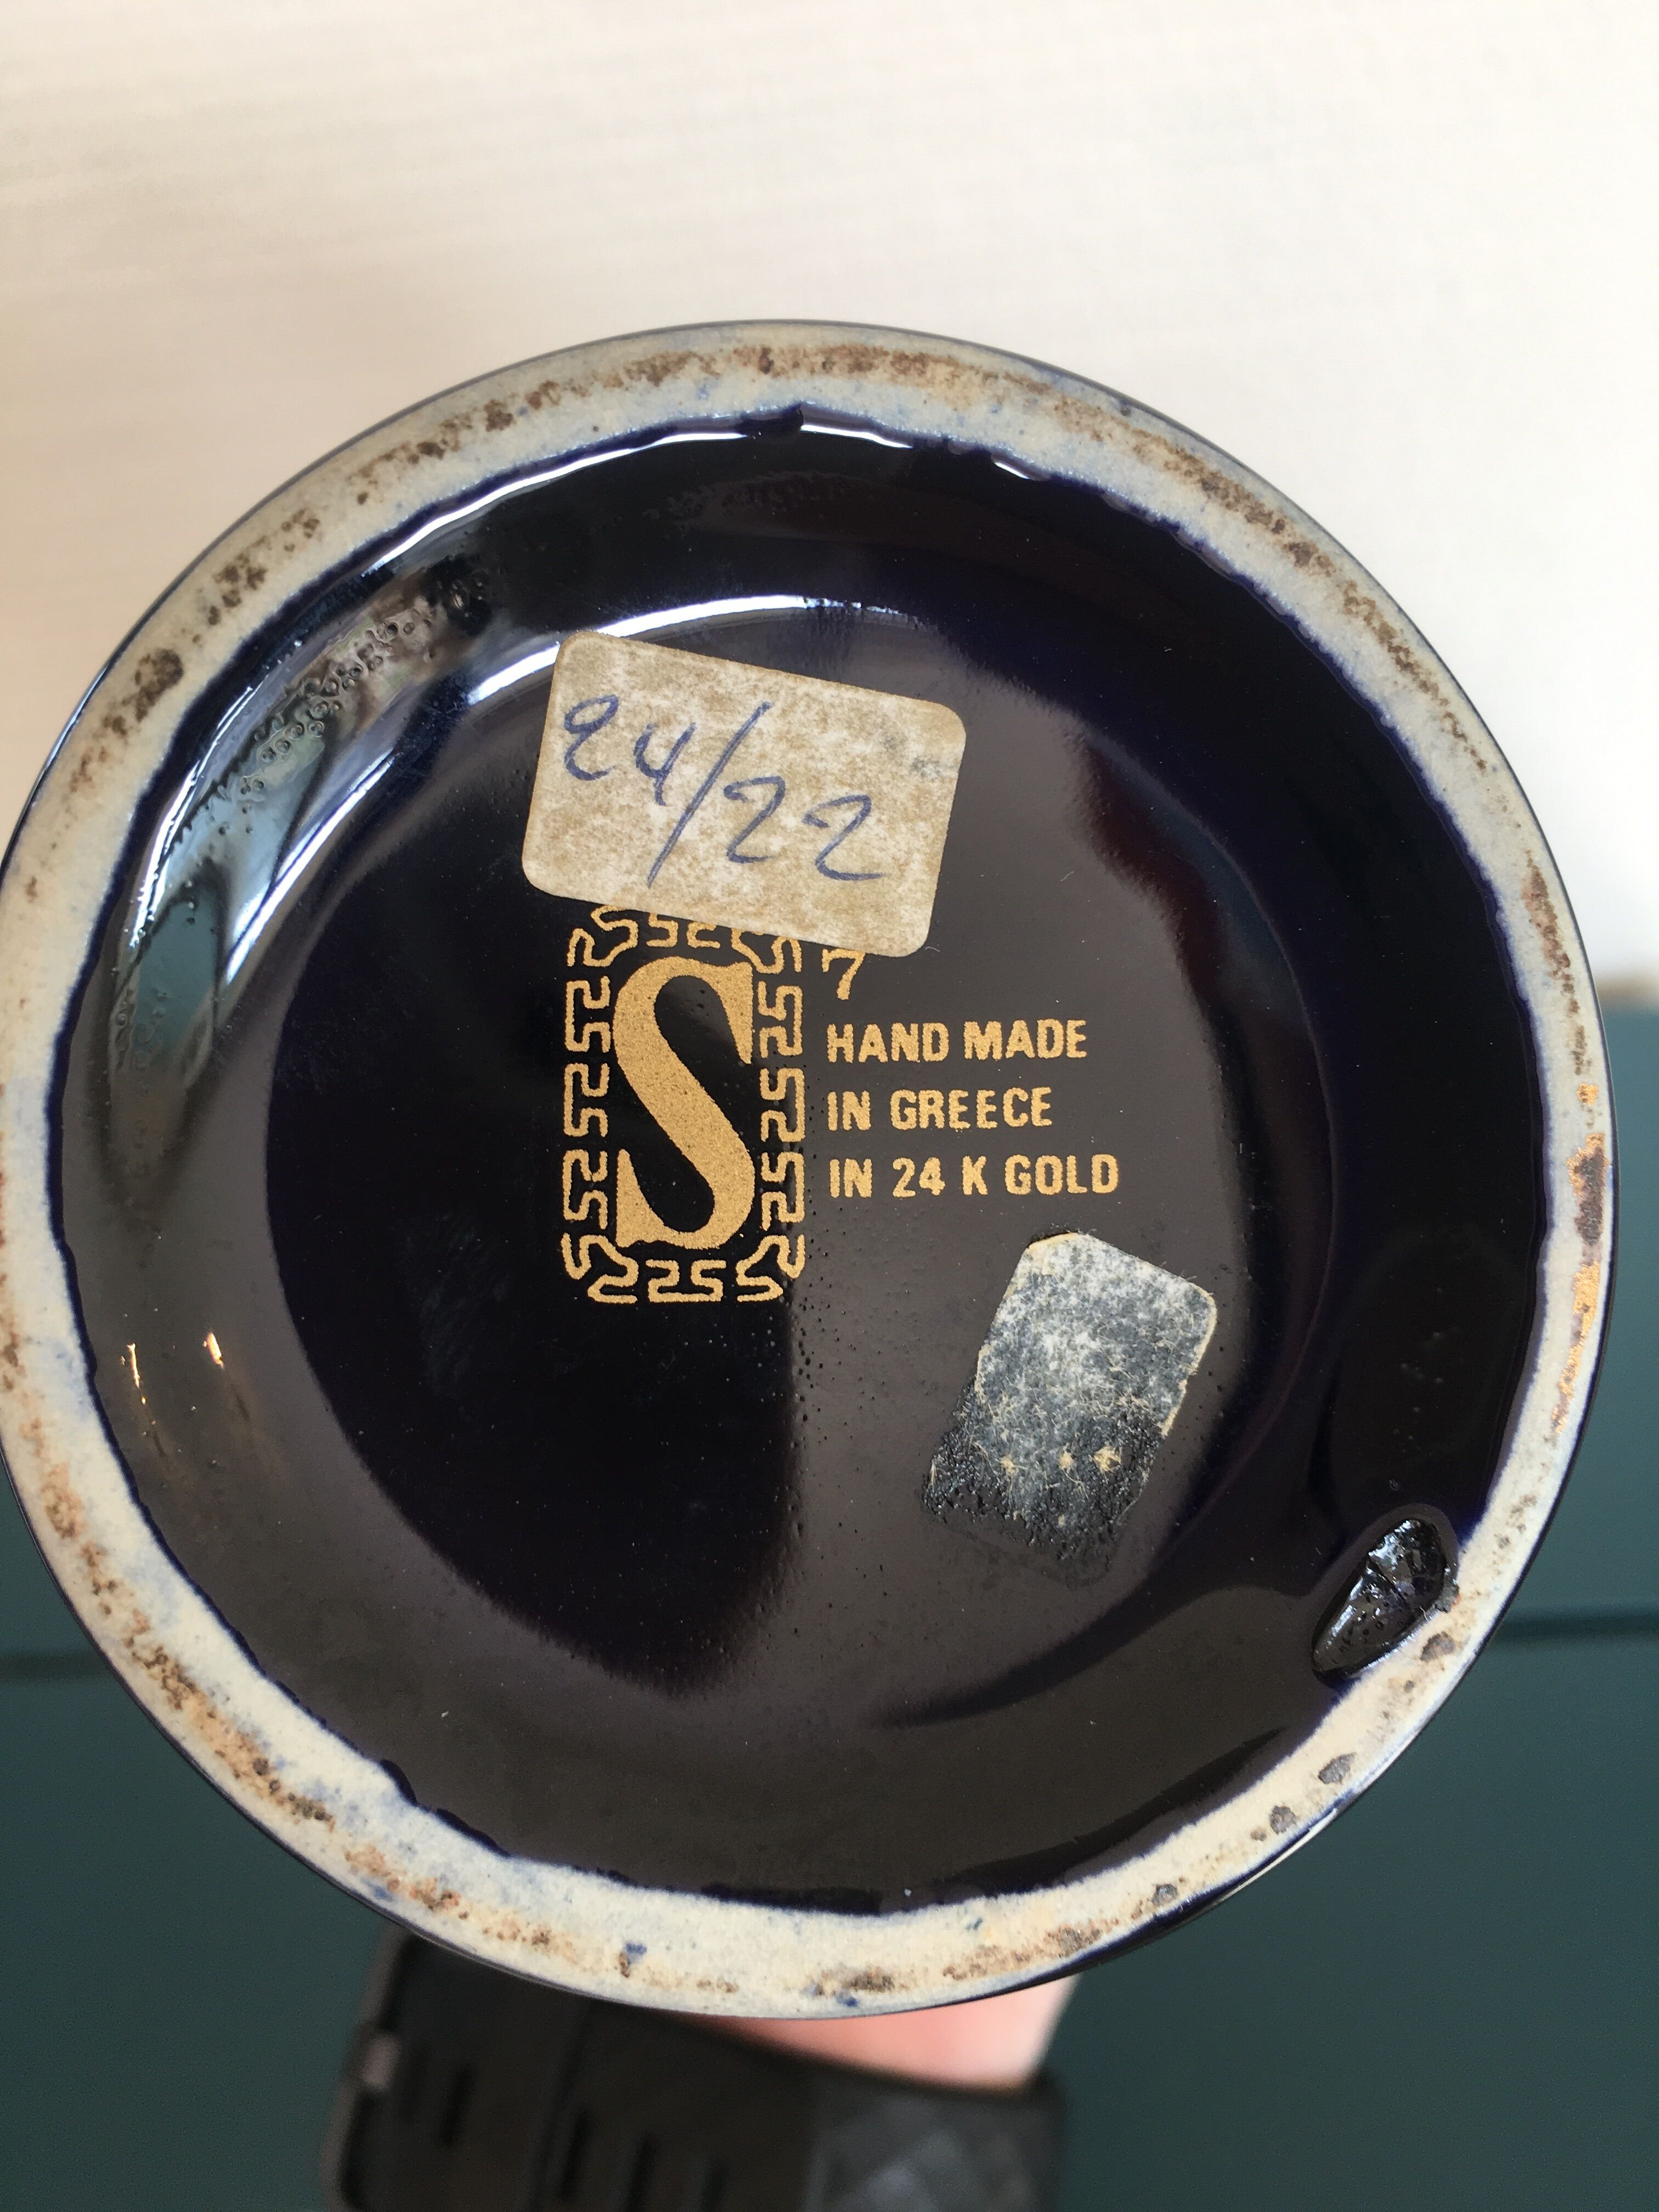 24/22
S
7
HAND MADE
IN GREECE
IN 24 K GOLD